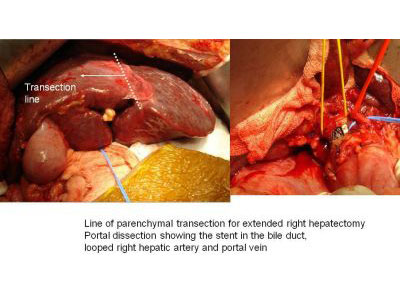 Transection
line
Line of parenchymal transection for extended right hepatectomy
Portal dissection showing the stent in the bile duct,
looped right hepatic artery and portal vein